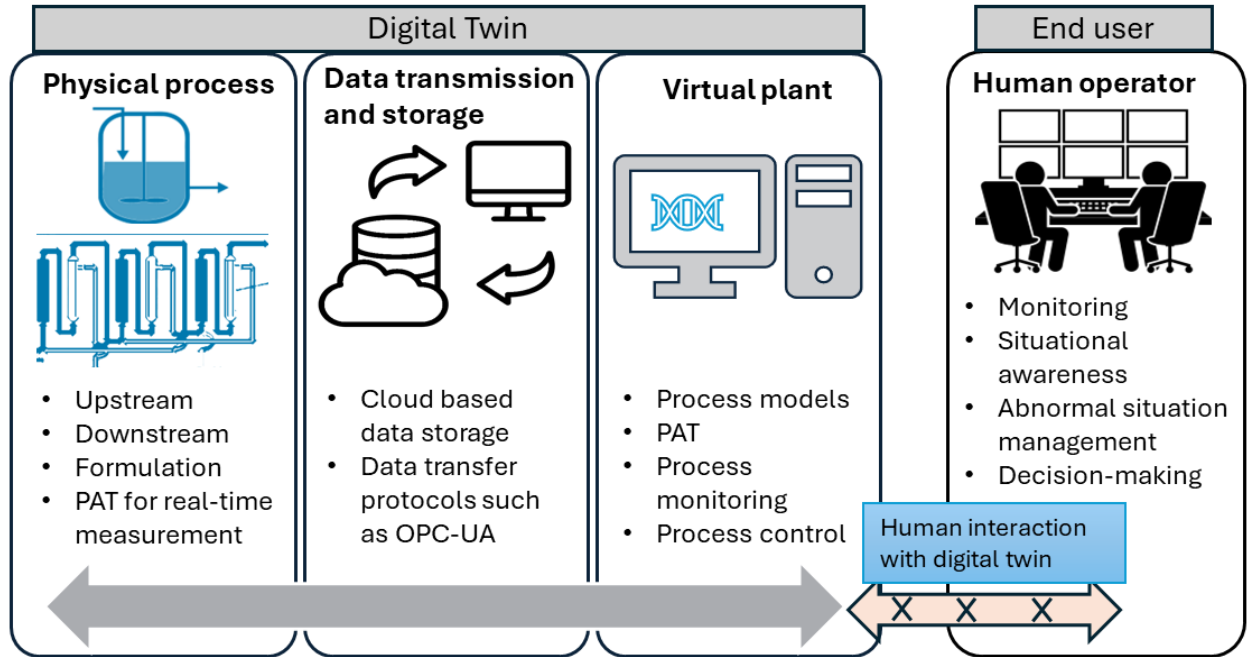 Digital Twin
End user
Physical process
Data transmission
and storage
Virtual plant
Human operator
• Upstream
• Downstream
• Formulation
• PAT for real-time
measurement
• Cloud based
data storage
• Data transfer
protocols such
as OPC-UA
• Process models
• PAT
• Process
monitoring
• Process control
• Monitoring
• Situational
awareness
• Abnormal situation
management
• Decision-making
Human interaction
with digital twin
X X X